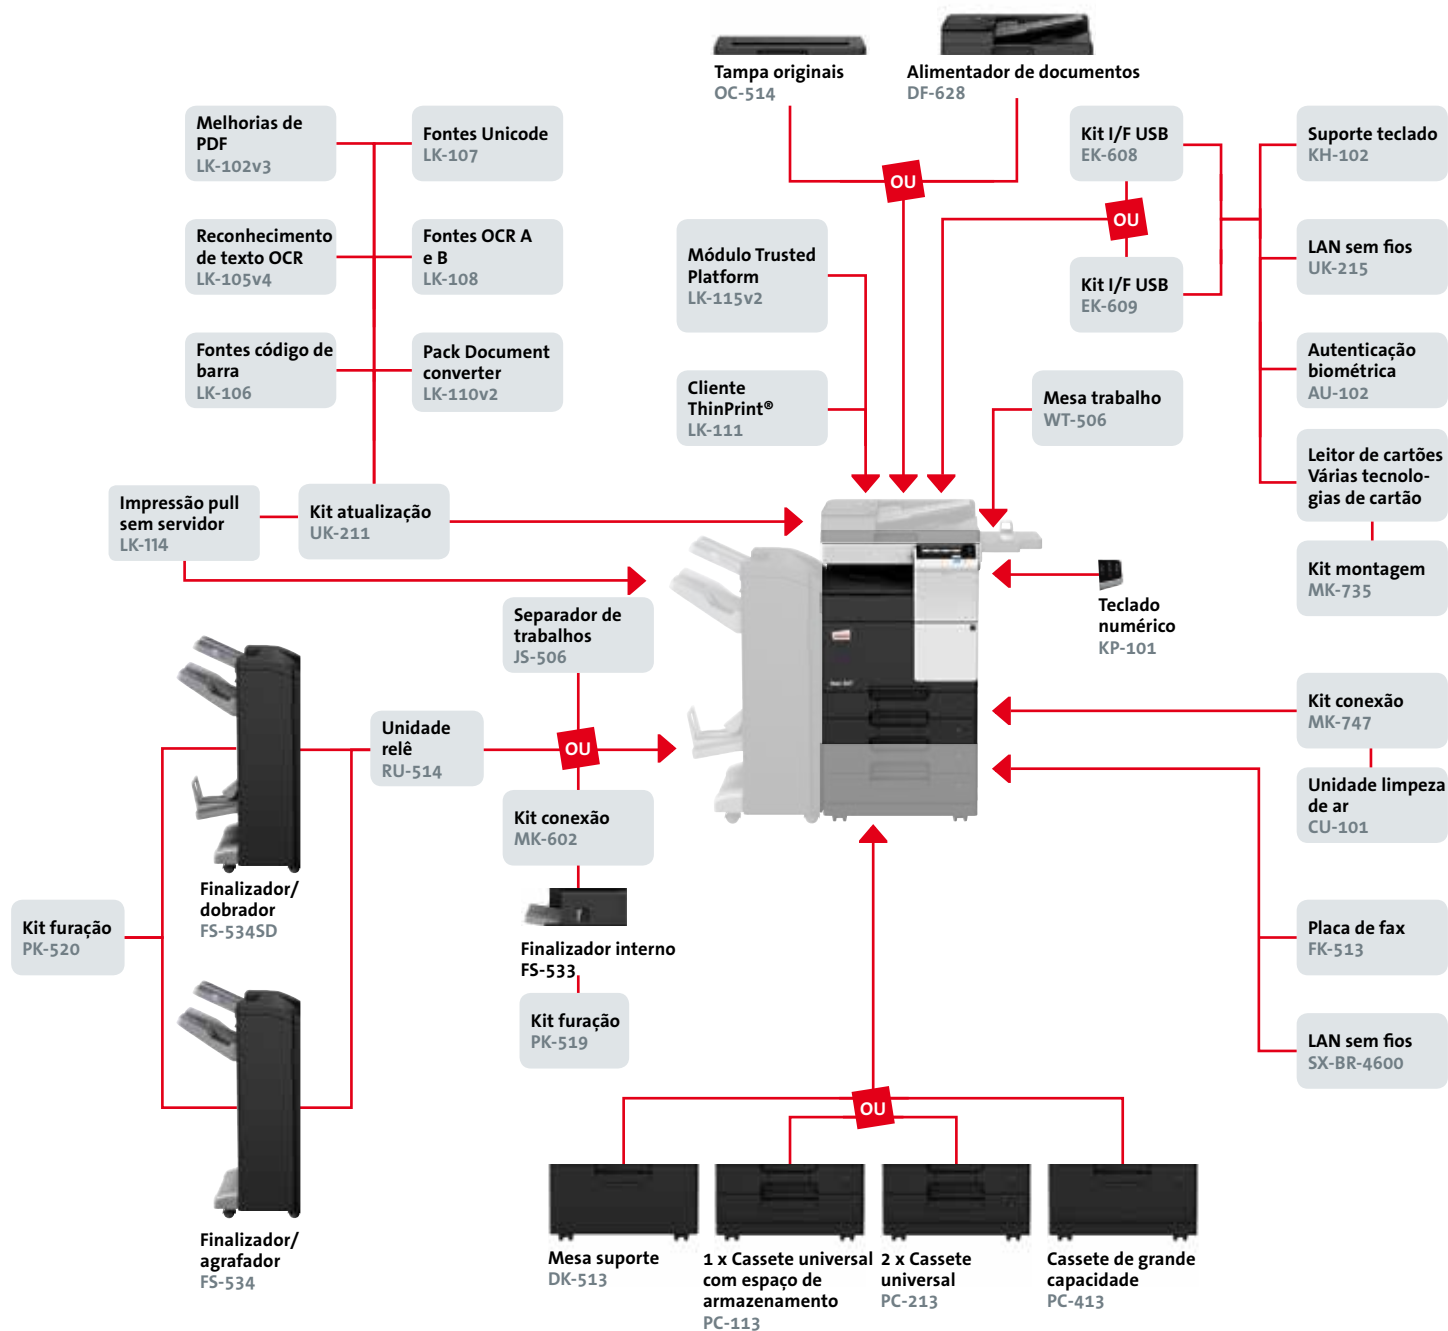 Tampa originais
OC-514
Alimentador de documentos
DF-628
Melhorias de
PDF
LK-102v3
Fontes Unicode
LK-107
Reconhecimento
de texto OCR
LK-105v4
Fontes OCR A
e B
LK-108
Fontes código de
barra
LK-106
Pack Document
converter
LK-110v2
Impressão pull
sem servidor
LK-114
Kit atualização
UK-211
OU
Módulo Trusted
Platform
LK-115v2
Cliente
ThinPrint®
LK-111
Kit I/F USB
EK-608
OU
Kit I/F USB
EK-609
Mesa trabalho
WT-506
Suporte teclado
KH-102
LAN sem fios
UK-215
Autenticação
biométrica
AU-102
Leitor de cartões
Várias tecnolo-
gias de cartão
Kit montagem
MK-735
Teclado
numérico
KP-101
Separador de
trabalhos
JS-506
Unidade
relê
RU-514
OU
Kit conexão
MK-602
Finalizador interno
FS-533
Kit furação
PK-519
Finalizador/
dobrador
FS-534SD
Kit furação
PK-520
Finalizador/
agrafador
FS-534
Kit conexão
MK-747
Unidade limpeza
de ar
CU-101
Placa de fax
FK-513
LAN sem fios
SX-BR-4600
OU
Mesa suporte
DK-513
1 x Cassete universal
com espaço de
armazenamento
PC-113
2 x Cassete
universal
PC-213
Cassete de grande
capacidade
PC-413